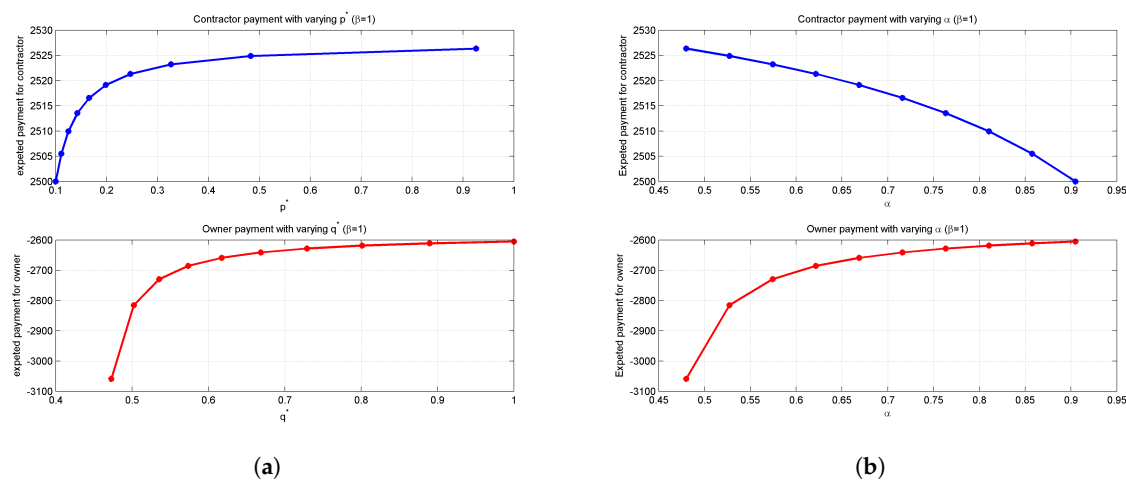 Contractor payment with varying p* (β=1)
expeted payment for contractor
2530
2525
2520
2515
2510
2505
2500
0.1 0.2 0.3 0.4 0.5 0.6 0.7 0.8 0.9 1
p*
Owner payment with varying q* (β=1)
expeted payment for owner
-2600
-2700
-2800
-2900
-3000
-3100
0.4 0.5 0.6 0.7 0.8 0.9 1
q*
(a)
Contractor payment with varying α (β=1)
Expeted payment for contractor
2530
2525
2520
2515
2510
2505
2500
0.45 0.5 0.55 0.6 0.65 0.7 0.75 0.8 0.85 0.9 0.95
α
Owner payment with varying α (β=1)
Expeted payment for owner
-2600
-2700
-2800
-2900
-3000
-3100
0.45 0.5 0.55 0.6 0.65 0.7 0.75 0.8 0.85 0.9 0.95
α
(b)